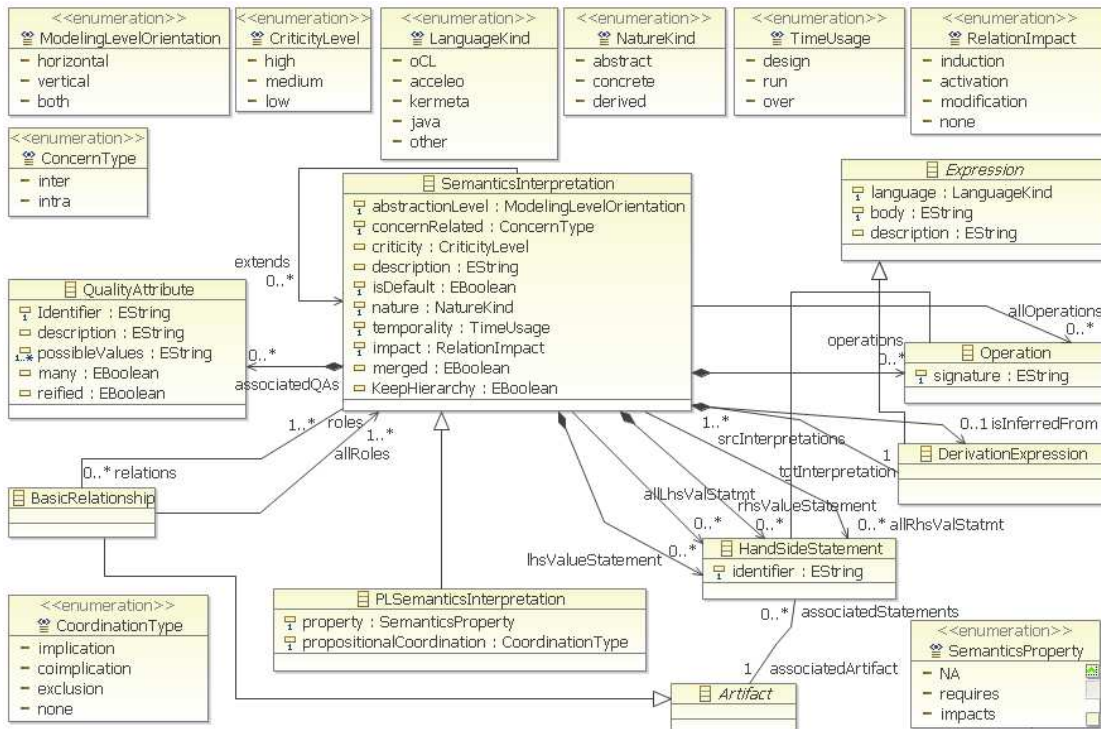 <<enumeration>>
ModelingLevelOrientation
horizontal
vertical
both
<<enumeration>>
CriticityLevel
high
medium
low
<<enumeration>>
LanguageKind
oCL
acceleo
kermeta
java
other
<<enumeration>>
NatureKind
abstract
concrete
derived
<<enumeration>>
TimeUsage
design
run
over
<<enumeration>>
RelationImpact
induction
activation
modification
none
<<enumeration>>
ConcernType
inter
intra
SemanticsInterpretation
abstractionLevel : ModelingLevelOrientation
concernRelated : ConcernType
criticity : CriticityLevel
description : EString
isDefault : EBoolean
nature : NatureKind
temporality : TimeUsage
impact : RelationImpact
merged : EBoolean
KeepHierarchy : EBoolean
Expression
language : LanguageKind
body : EString
description : EString
extends
0..*
QualityAttribute
Identifier : EString
description : EString
1..* possibleValues : EString
many : EBoolean
reified : EBoolean
0..*
associatedQAs
allOperations
0..*
operations
0..*
Operation
signature : EString
1..* roles
1..*
allRoles
0..* relations
BasicRelationship
1..*
srcInterpretations
0..1 isInferredFrom
1
tgtInterpretation
DerivationExpression
allLhsValStatmt
0..*
rhsValueStatement
0..*
0..* allRhsValStatmt
lhsValueStatement
0..*
HandSideStatement
identifier : EString
PLSemanticsInterpretation
property : SemanticsProperty
propositionalCoordination : CoordinationType
<<enumeration>>
CoordinationType
implication
coimplication
exclusion
none
0..* associatedStatements
1 associatedArtifact
Artifact
<<enumeration>>
SemanticsProperty
NA
requires
impacts